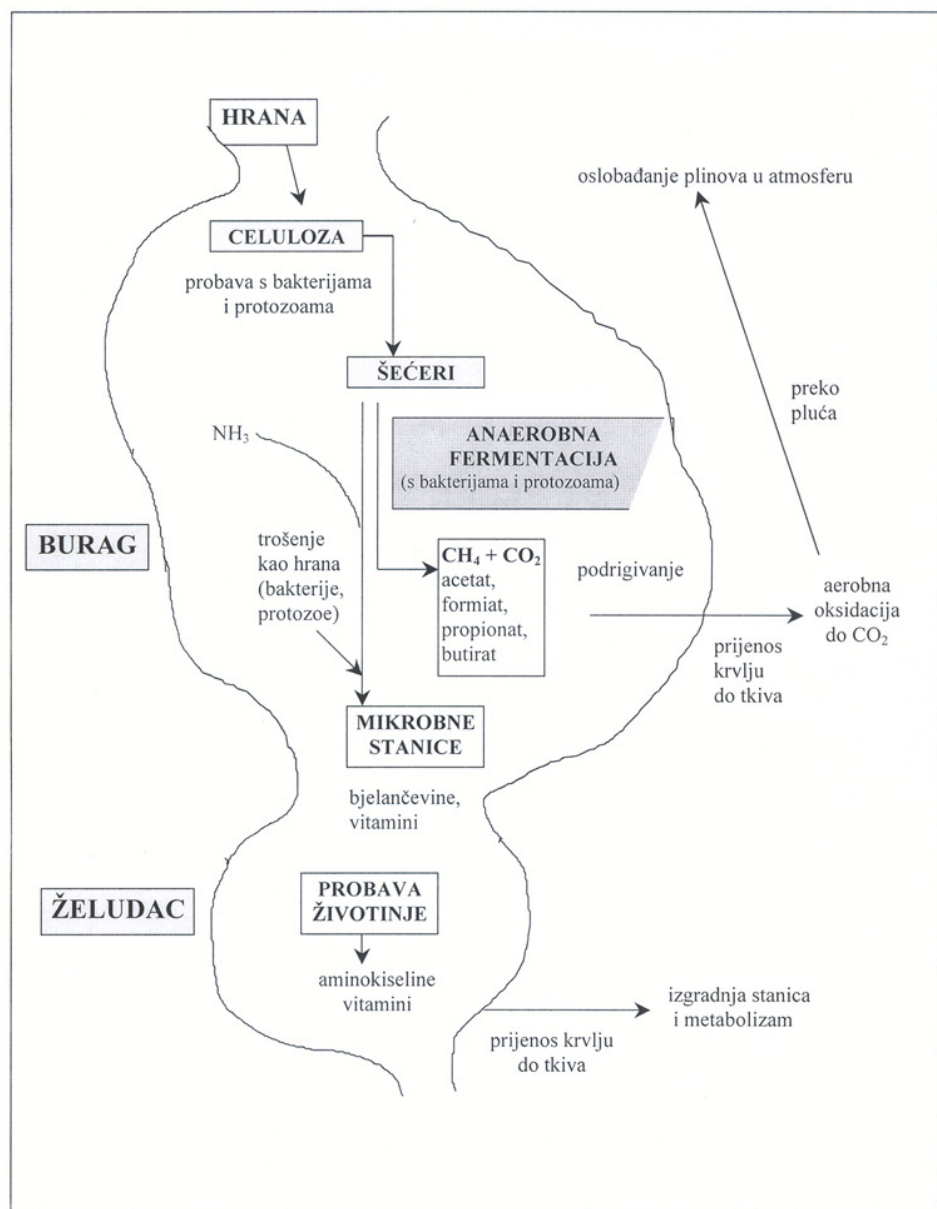 HRANA
oslobađanje plinova u atmosferu
CELULOZA
probava s bakterijama
i protozoama
ŠEĆERI
preko
pluća
NH₃
ANAEROBNA
FERMENTACIJA
(s bakterijama i protozoama)
BURAG
trošenje
kao hrana
(bakterije,
protozoe)
CH₄ + CO₂
acetat,
formiat,
propionat,
butirat
podrigivanje
aerobna
oksidacija
do CO₂
prijenos
krvlju
do tkiva
MIKROBNE
STANICE
bjelančevine,
vitamini
ŽELUDAC
PROBAVA
ŽIVOTINJE
aminokiseline
vitamini
izgradnja stanica
i metabolizam
prijenos krvlju
do tkiva